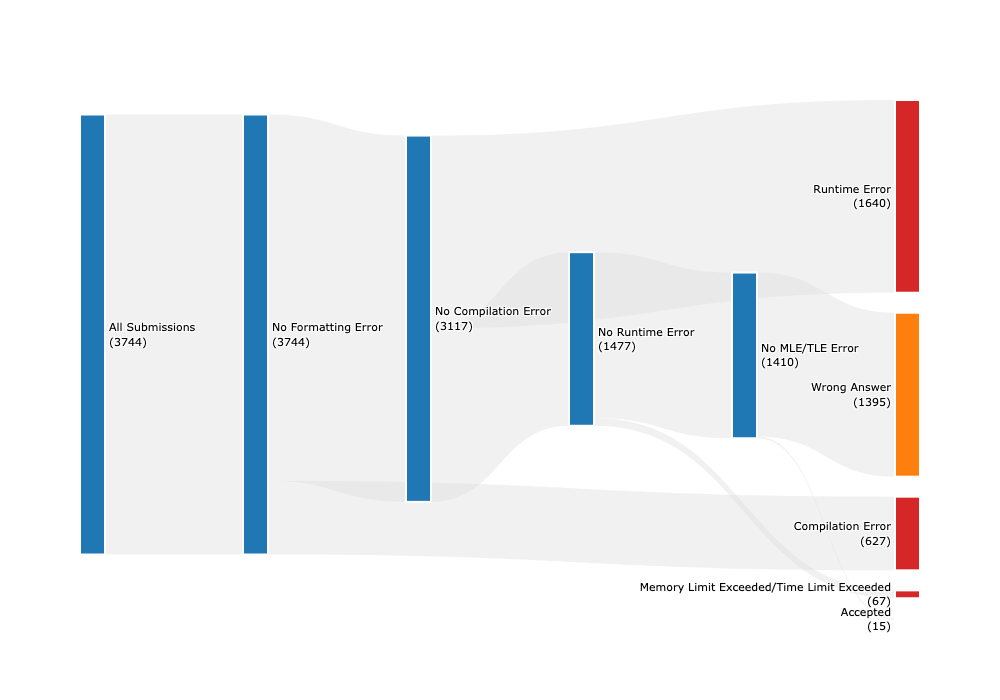 All Submissions
(3744)
No Formatting Error
(3744)
No Compilation Error
(3117)
No Runtime Error
(1477)
No MLE/TLE Error
(1410)
Runtime Error
(1640)
Wrong Answer
(1395)
Compilation Error
(627)
Memory Limit Exceeded/Time Limit Exceeded
(67)
Accepted
(15)